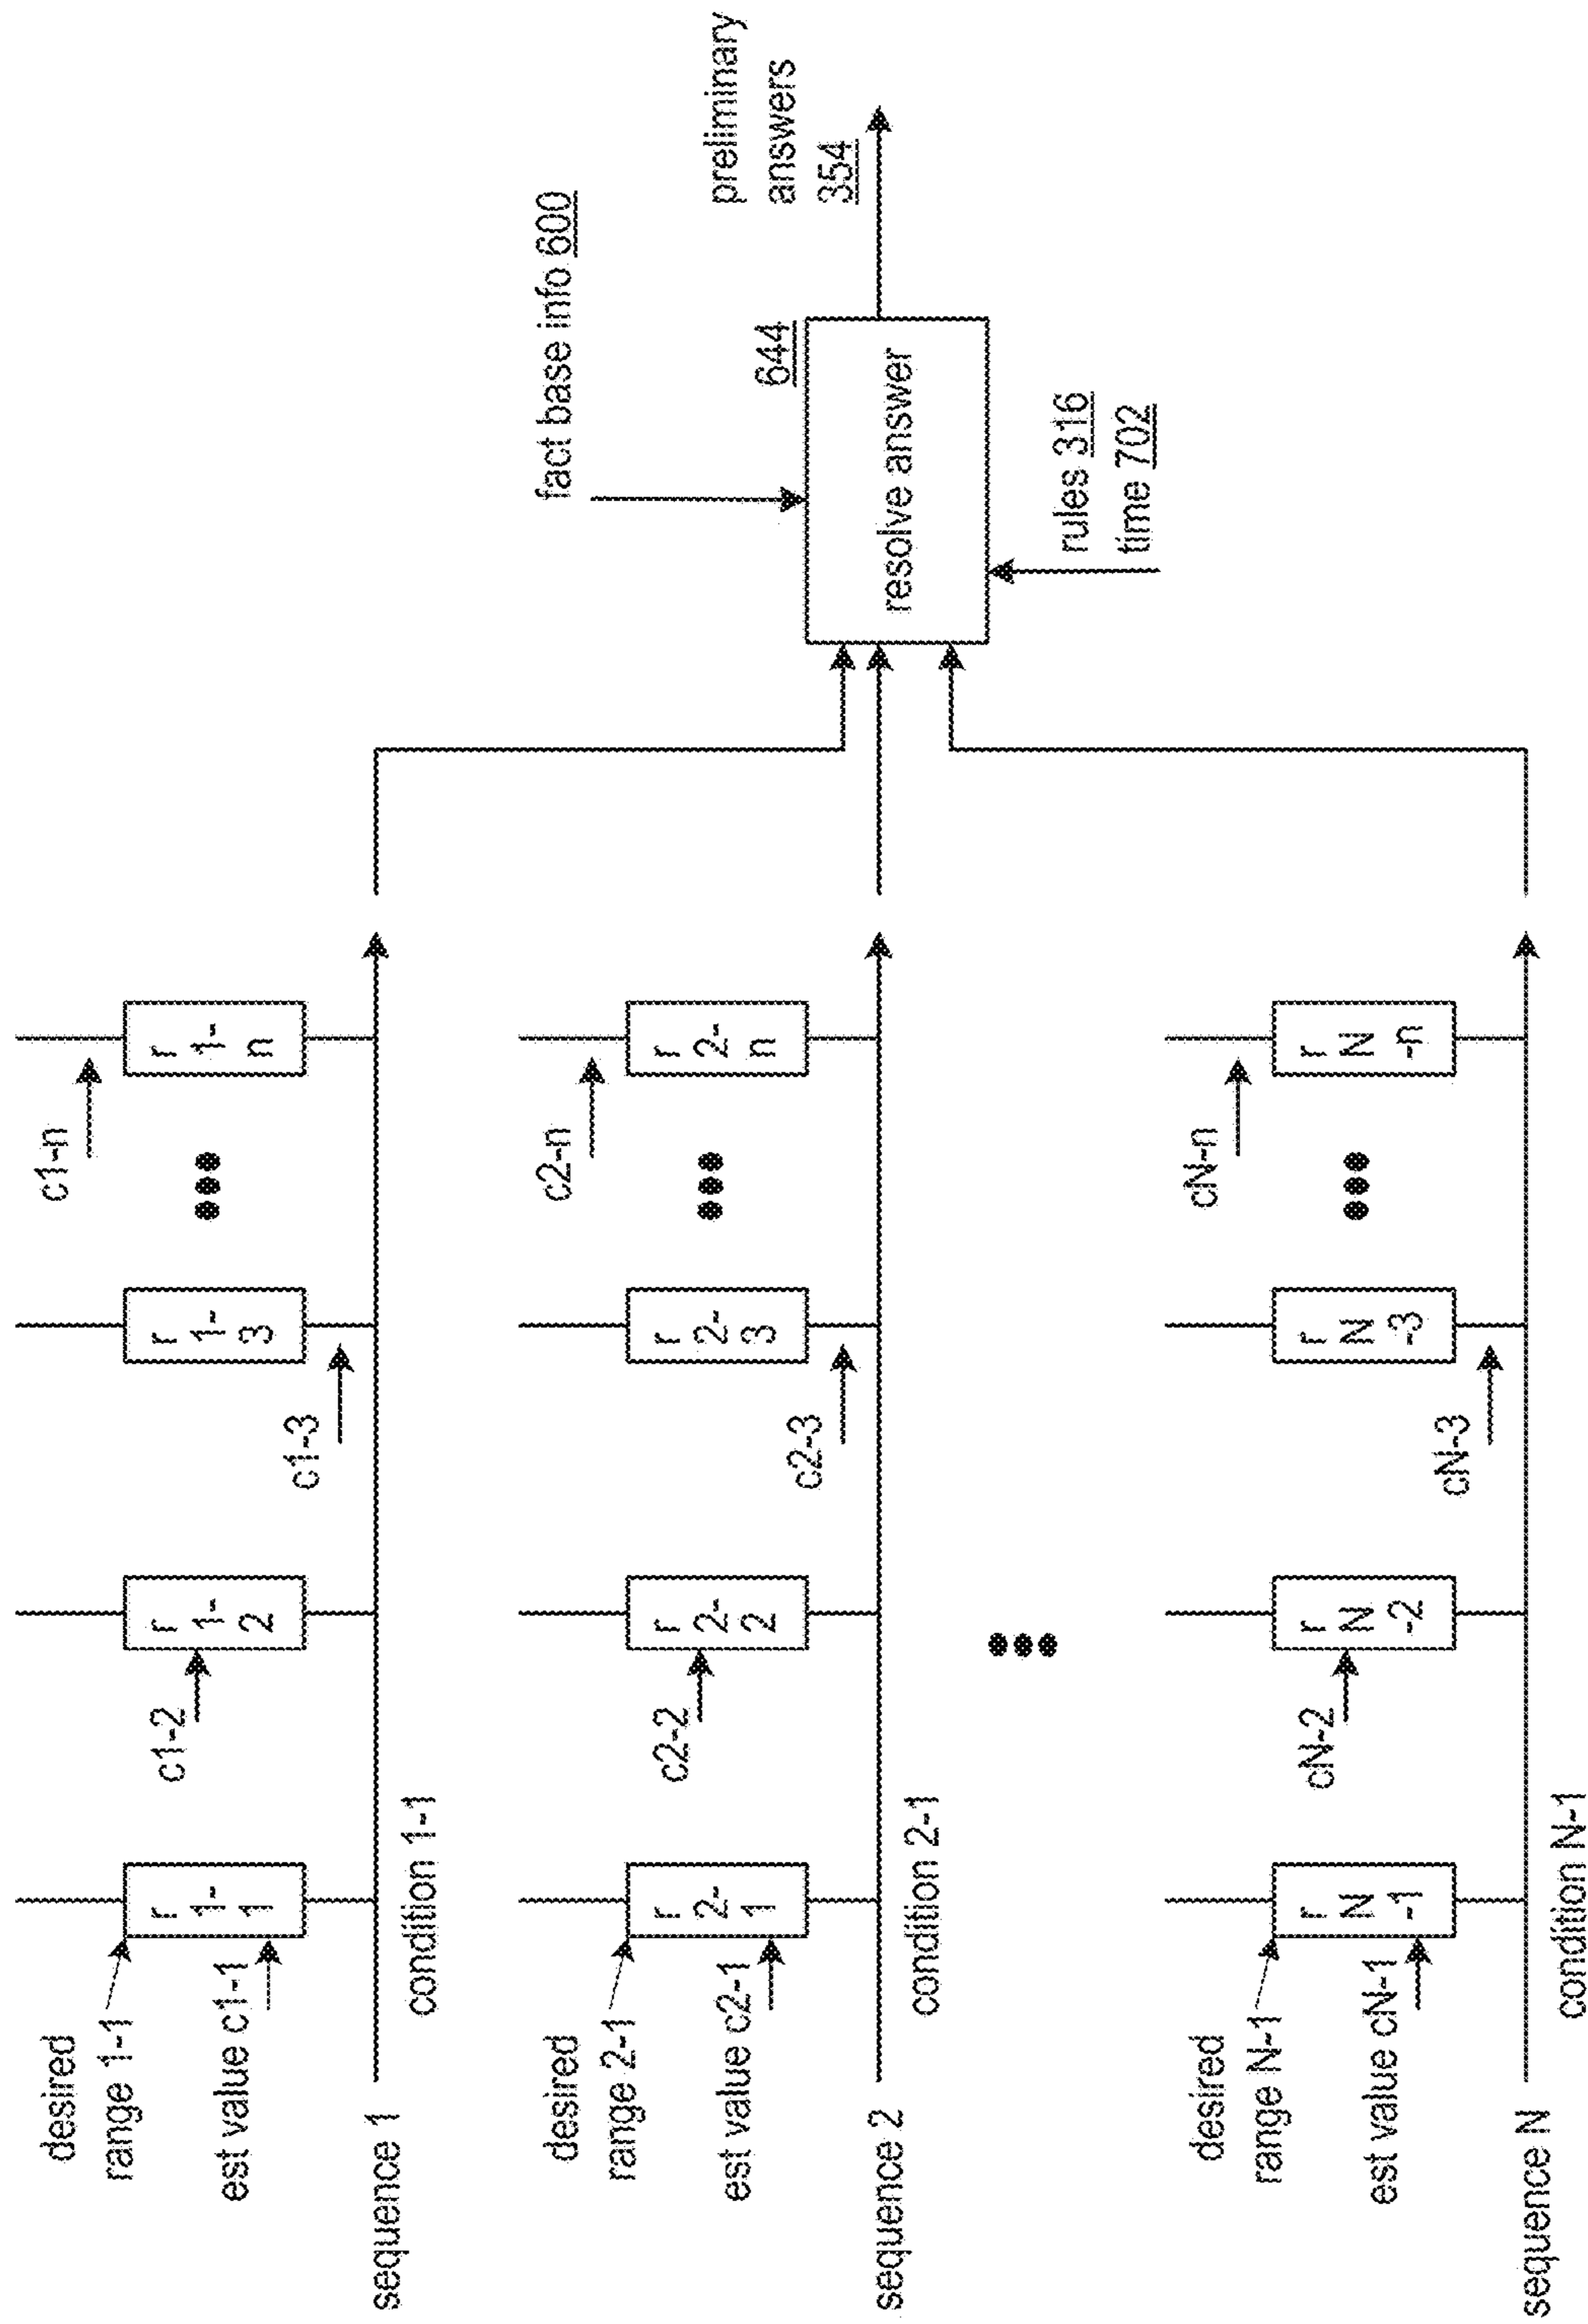 desired
range 1-1
est value c1-1
r
1-
1
c1-2
r
1-
2
c1-3
r
1-
3
c1-n
r
1-
n
sequence 1
condition 1-1
desired
range 2-1
est value c2-1
r
2-
1
c2-2
r
2-
2
c2-3
r
2-
3
c2-n
r
2-
n
sequence 2
condition 2-1
desired
range N-1
est value cN-1
r
N
-1
cN-2
r
N
-2
cN-3
r
N
-3
cN-n
r
N
-n
sequence N
condition N-1
fact base info 600
644
resolve answer
rules 316
time 702
preliminary
answers
354